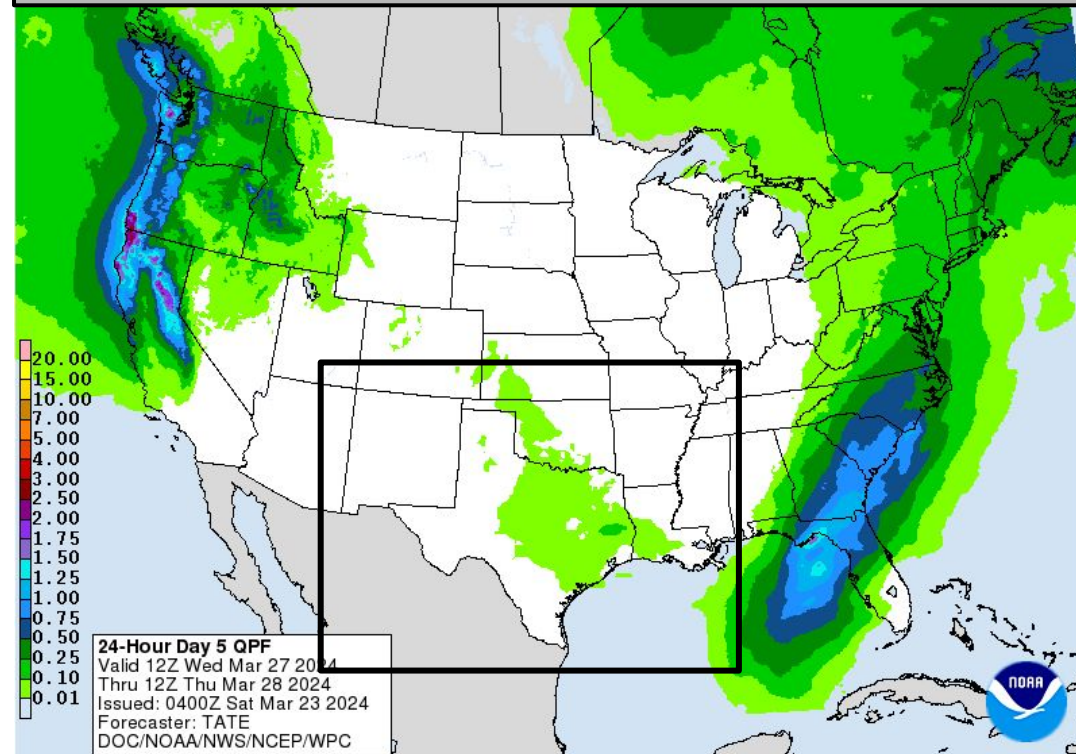 20.00
15.00
10.00
7.00
5.00
4.00
3.00
2.50
2.00
1.75
1.50
1.25
1.00
0.75
0.50
0.25
0.10
0.01
24-Hour Day 5 QPF
Valid 12Z Wed Mar 27 2024
Thru 12Z Thu Mar 28 2024
Issued: 0400Z Sat Mar 23 2024
Forecaster: TATE
DOC/NOAA/NWS/NCEP/WPC
NOAA